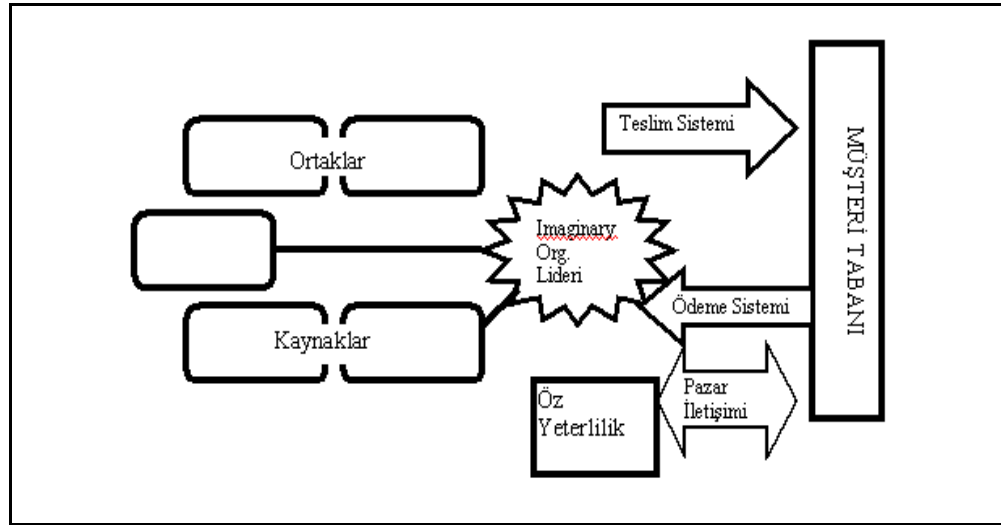 Teslim Sistemi
Ortaklar
Imaginary
Org.
Lideri
Ödeme Sistemi
Kaynaklar
Pazar
İletişimi
Öz
Yeterlilik
MÜŞTERİ TABANI